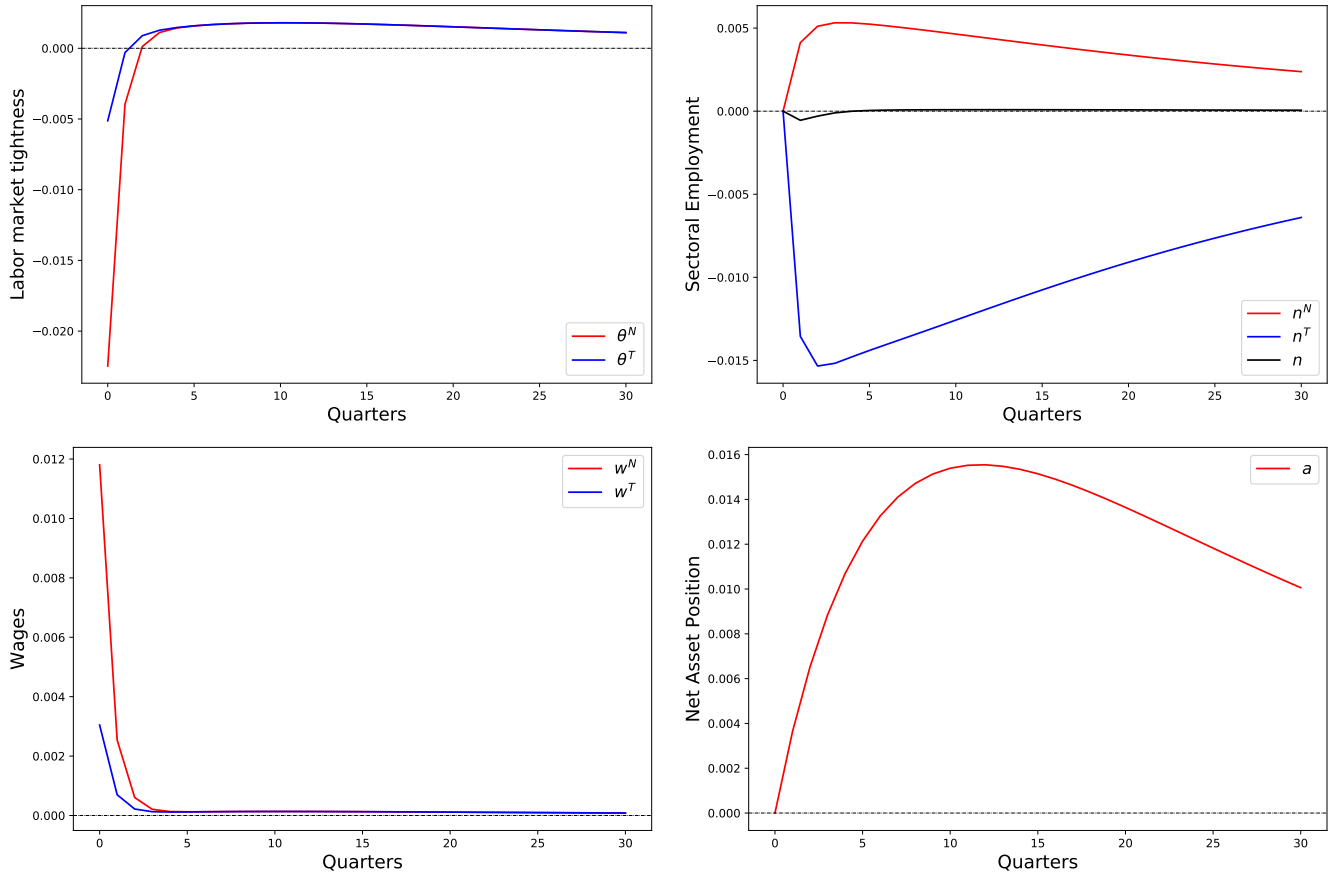 Labor market tightness
0.000
−0.005
−0.010
−0.015
−0.020
θ^N
θ^T
0 5 10 15 20 25 30
Quarters
Sectoral Employment
0.005
0.000
−0.005
−0.010
−0.015
n^N
n^T
n
0 5 10 15 20 25 30
Quarters
Wages
0.012
0.010
0.008
0.006
0.004
0.002
0.000
w^N
w^T
0 5 10 15 20 25 30
Quarters
Net Asset Position
0.016
0.014
0.012
0.010
0.008
0.006
0.004
0.002
0.000
a
0 5 10 15 20 25 30
Quarters